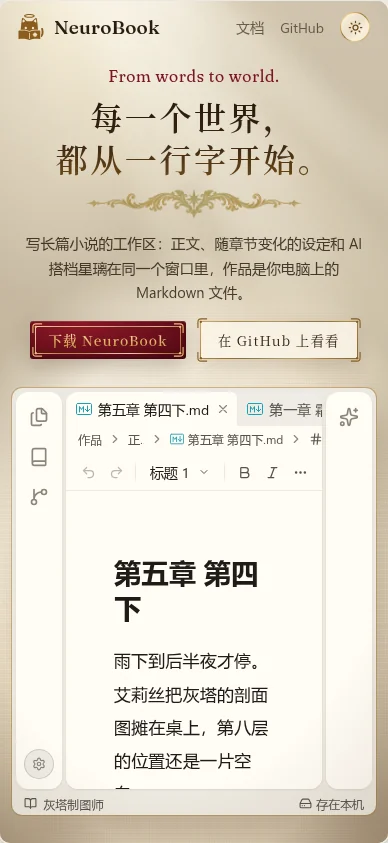 NeuroBook
文档
GitHub
From words to world.
每一个世界，
都从一行字开始。
写长篇小说的工作区：正文、随章节变化的设定和 AI
搭档星璃在同一个窗口里，作品是你电脑上的
Markdown 文件。
下载 NeuroBook
在 GitHub 上看看
第五章 第四下.md
第一章
作品
正.
第五章 第四下.md
#
标题 1
B
I
第五章 第四
下
雨下到后半夜才停。
艾莉丝把灰塔的剖面
图摊在桌上，第八层
的位置还是一片空
灰塔制图师
存在本机